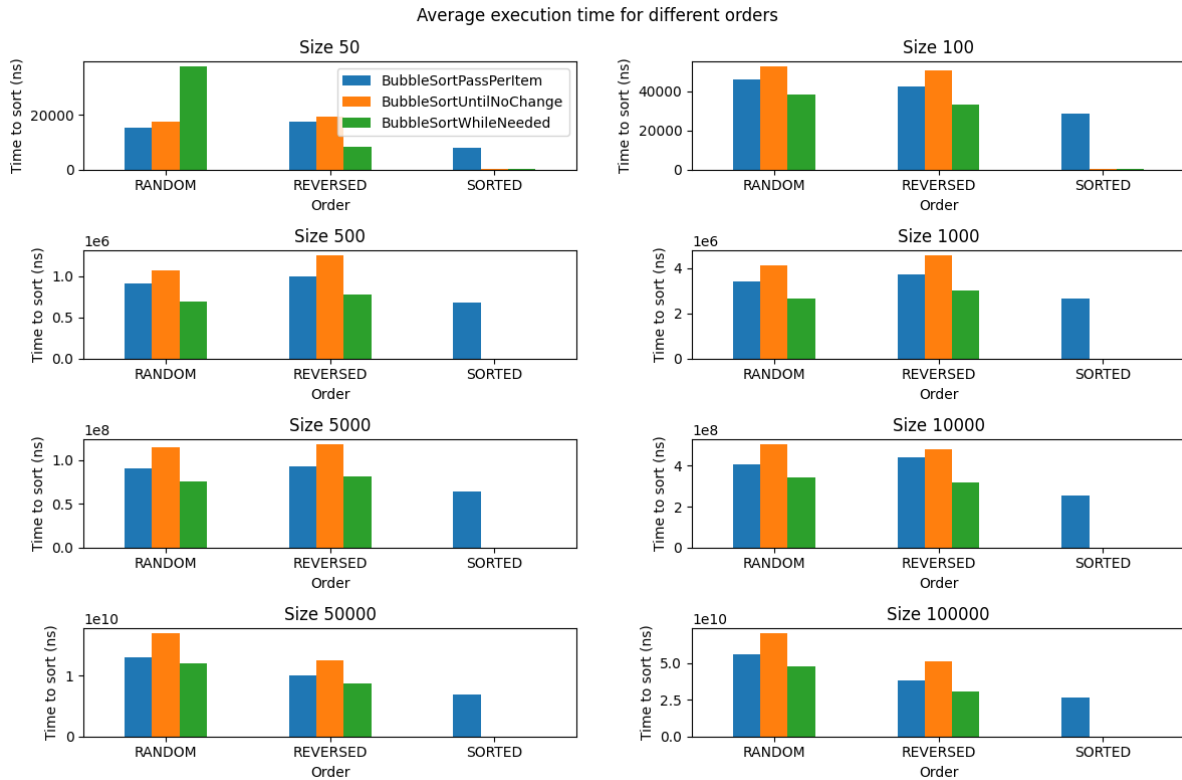 Average execution time for different orders
Size 50
Time to sort (ns)
20000
0
BubbleSortPassPerItem
BubbleSortUntilNoChange
BubbleSortWhileNeeded
RANDOM REVERSED SORTED
Order
Size 100
Time to sort (ns)
40000
20000
0
RANDOM REVERSED SORTED
Order
Size 500
1e6
Time to sort (ns)
1.0
0.5
0.0
RANDOM REVERSED SORTED
Order
Size 1000
1e6
Time to sort (ns)
4
2
0
RANDOM REVERSED SORTED
Order
Size 5000
1e8
Time to sort (ns)
1.0
0.5
0.0
RANDOM REVERSED SORTED
Order
Size 10000
1e8
Time to sort (ns)
4
2
0
RANDOM REVERSED SORTED
Order
Size 50000
1e10
Time to sort (ns)
1
0
RANDOM REVERSED SORTED
Order
Size 100000
1e10
Time to sort (ns)
5.0
2.5
0.0
RANDOM REVERSED SORTED
Order